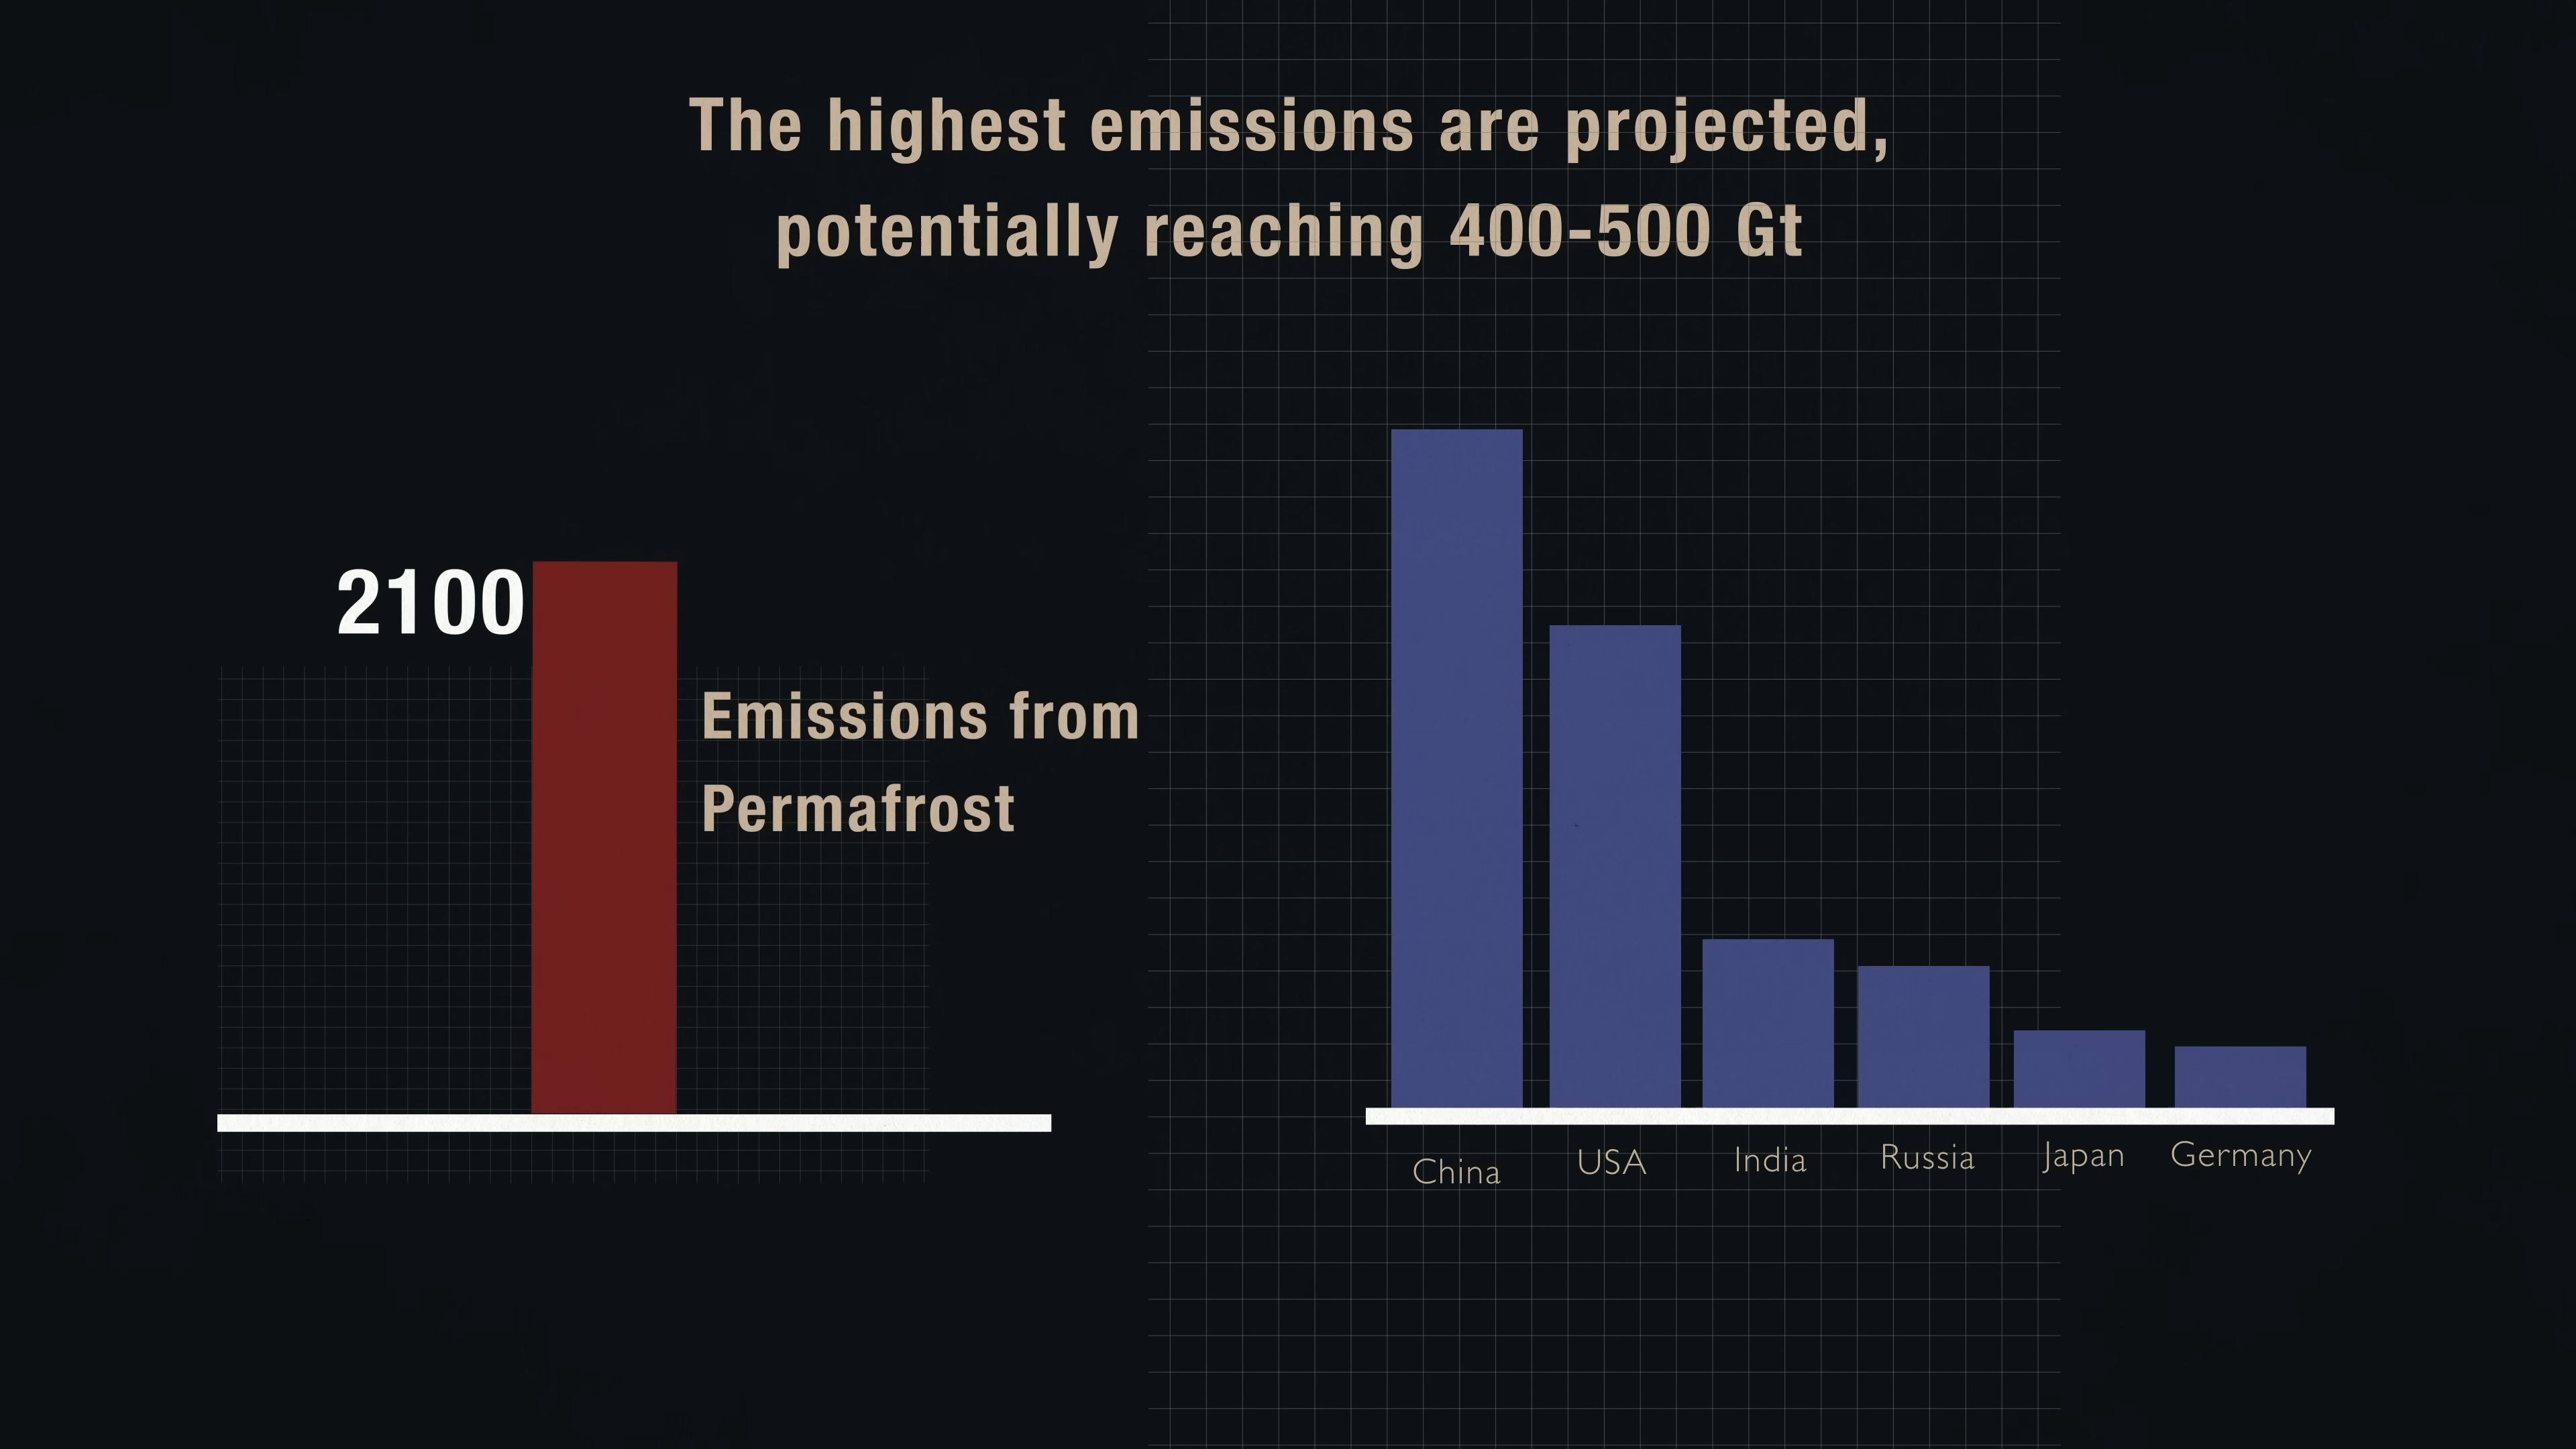 The highest emissions are projected,
potentially reaching 400-500 Gt
2100
Emissions from
Permafrost
China
USA
India
Russia
Japan
Germany